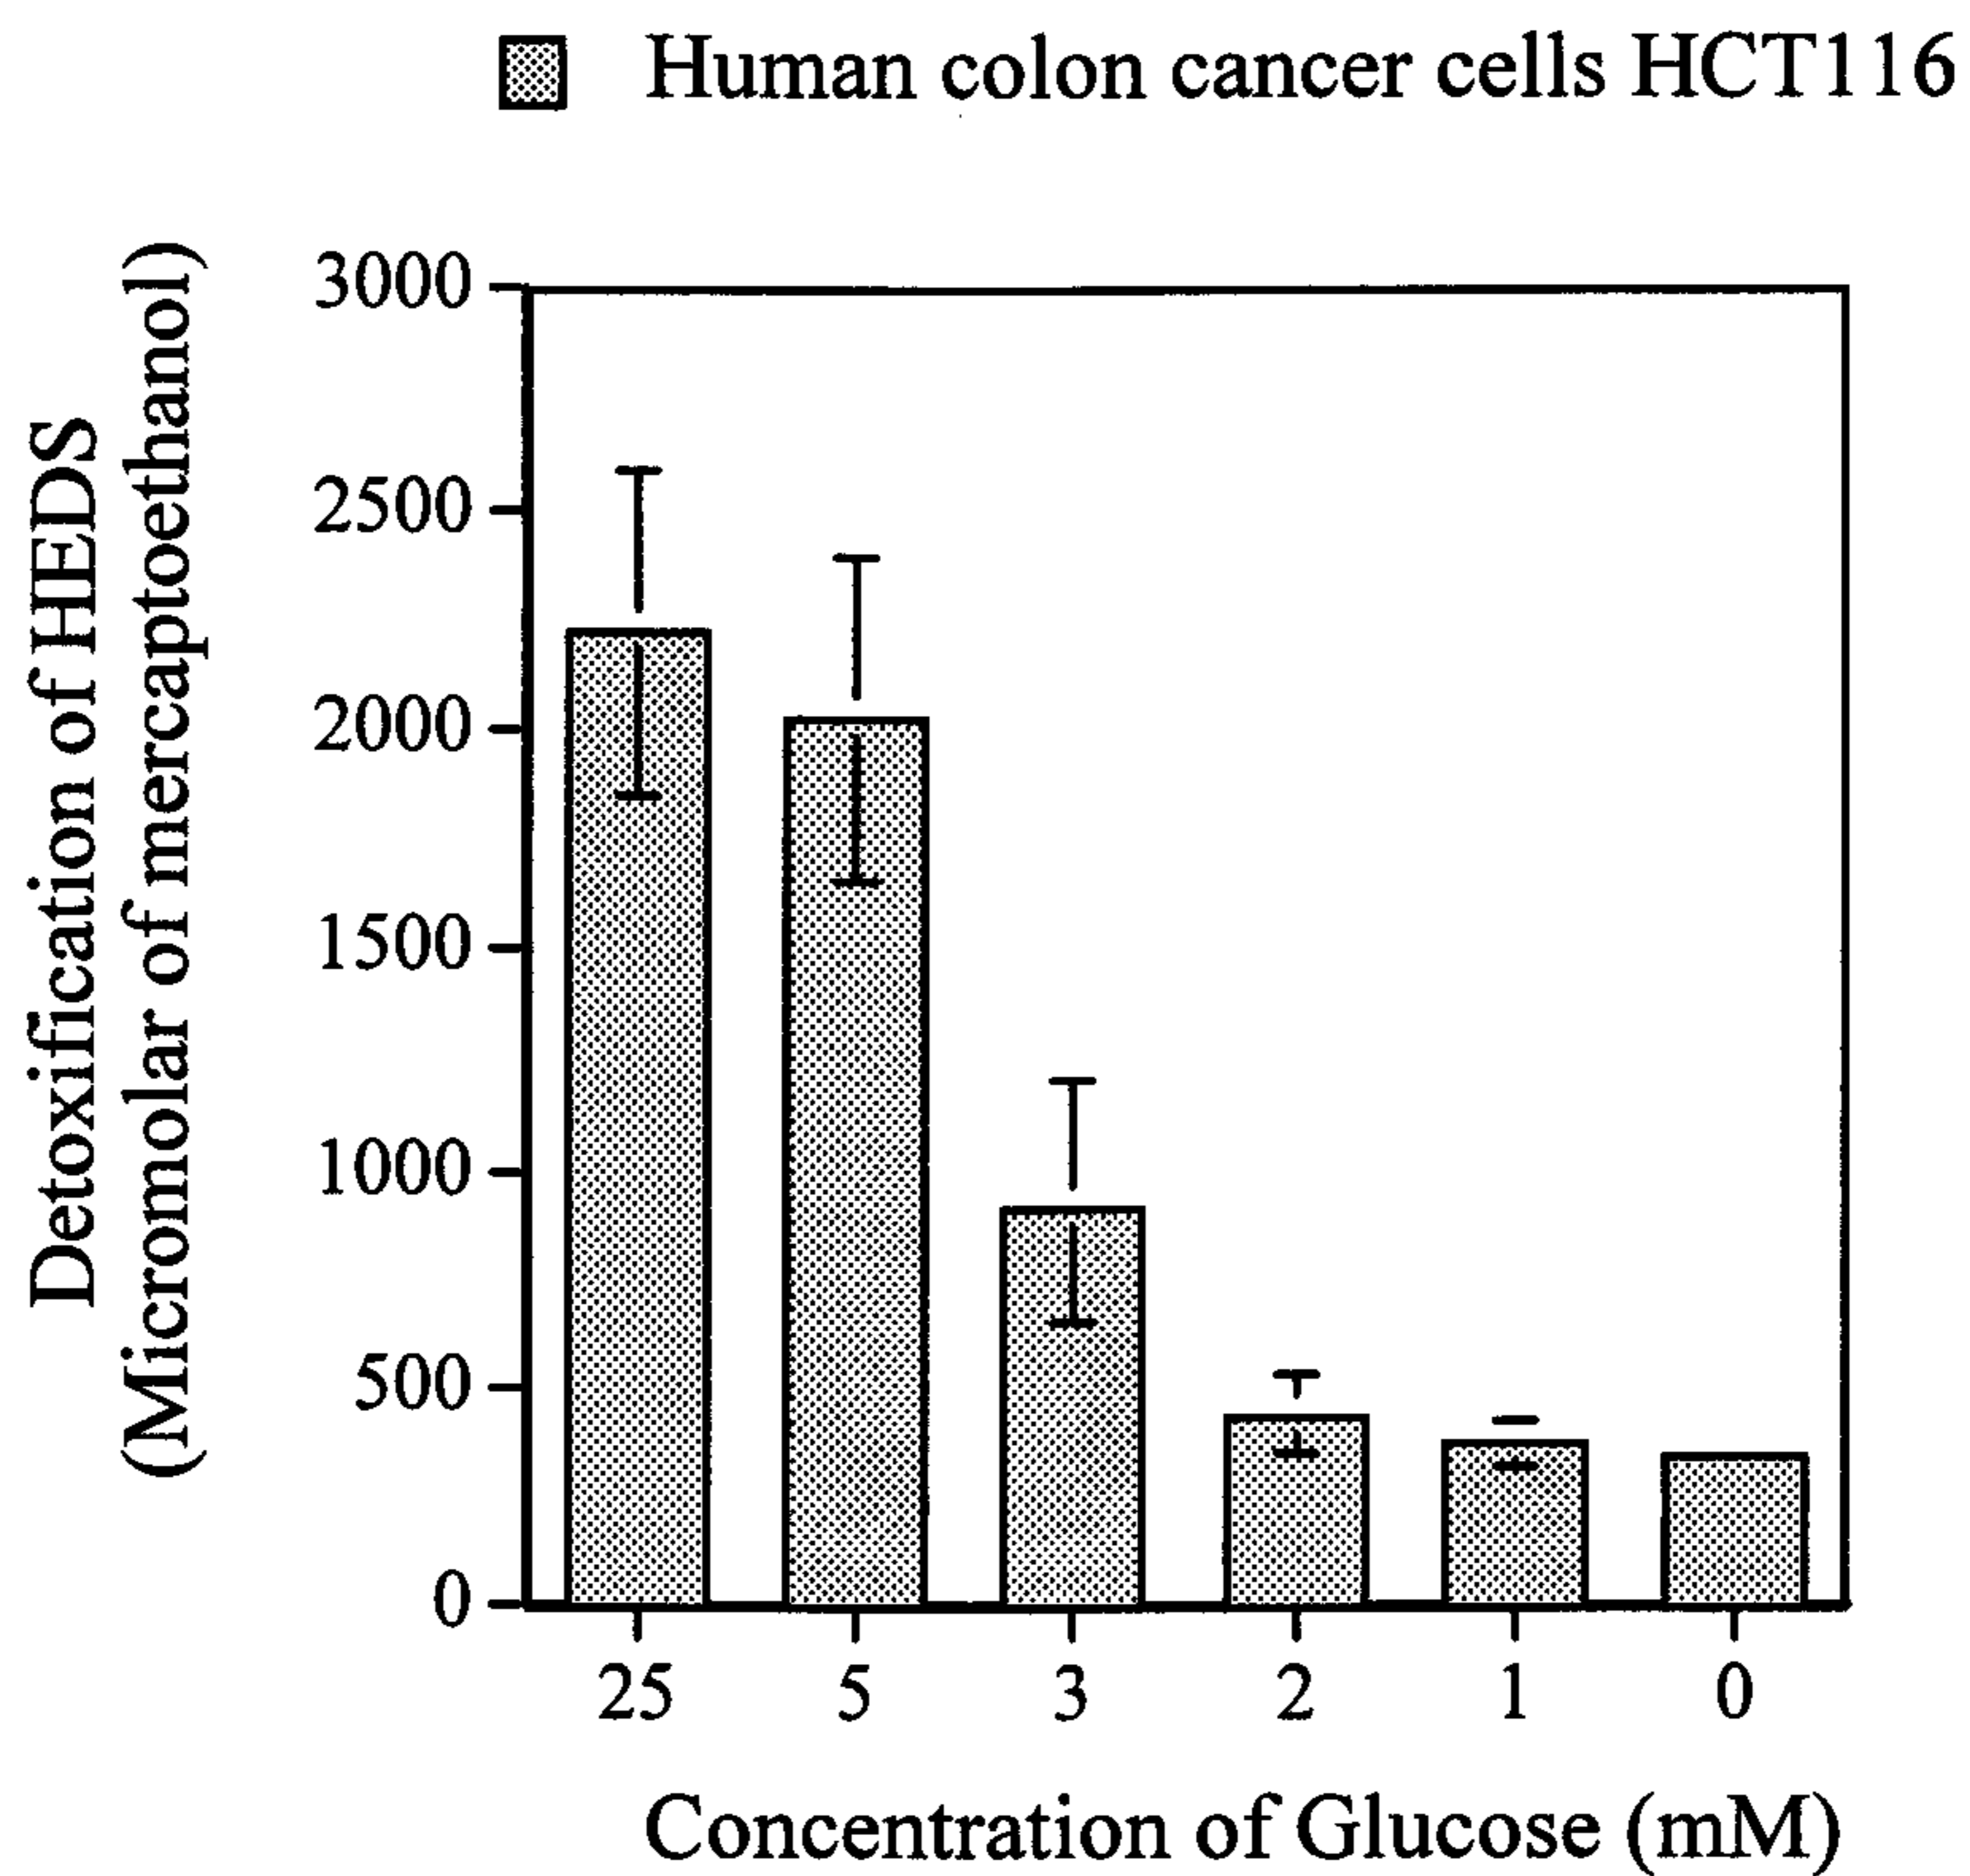 Human colon cancer cells HCT116
Detoxification of HEDS
(Micromolar of mercaptoethanol)
3000
2500
2000
1500
1000
500
0
25 5 3 2 1 0
Concentration of Glucose (mM)